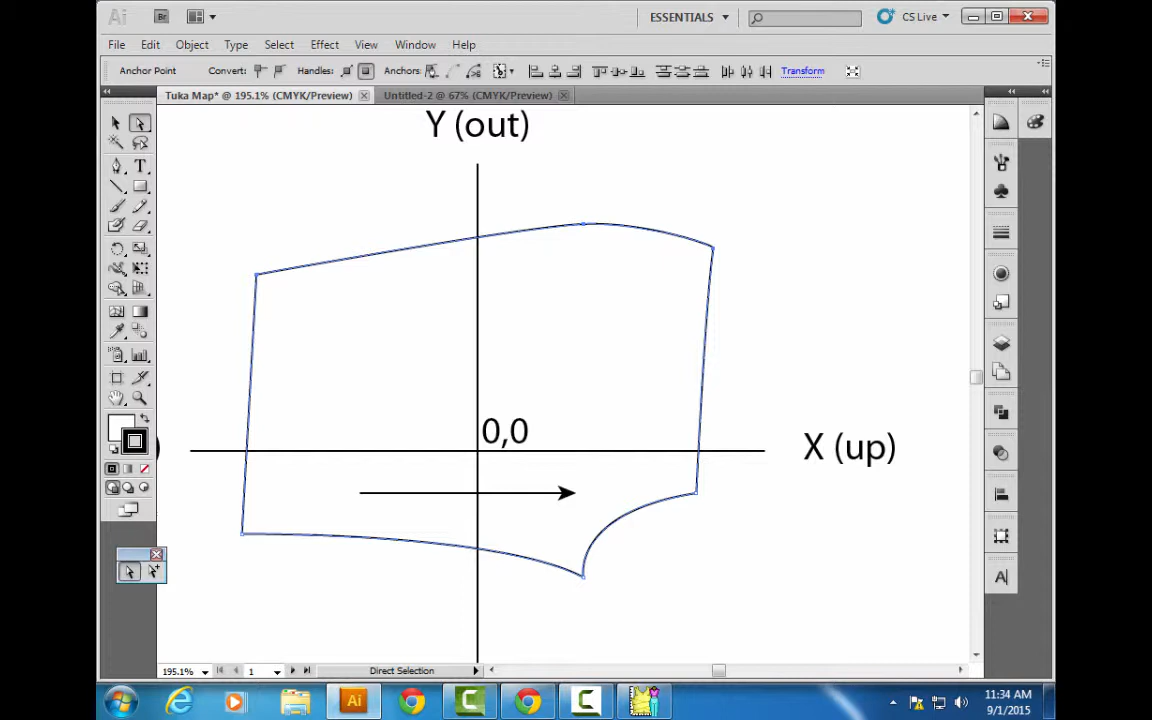 Ai Br ESSENTIALS CS Live
File Edit Object Type Select Effect View Window Help
Anchor Point Convert: Handles: Anchors: Transform
Tuka Map* @ 195.1% (CMYK/Preview) Untitled-2 @ 67% (CMYK/Preview)
Y (out)
0,0
X (up)
195.1% 1 Direct Selection
Ai
11:34 AM
9/1/2015